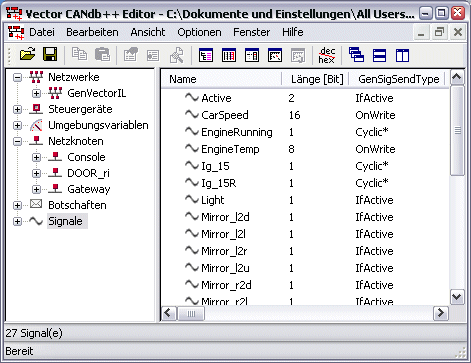 Vector CANdb++ Editor - C:\Dokumente und Einstellungen\All Users...
Datei Bearbeiten Ansicht Optionen Fenster Hilfe
dec
hex
Netzwerke
GenVectorIL
Steuergeräte
Umgebungsvariablen
Netzknoten
Console
DOOR_ri
Gateway
Botschaften
Signale
Name Länge [Bit] GenSigSendType
Active 2 IfActive
CarSpeed 16 OnWrite
EngineRunning 1 Cyclic*
EngineTemp 8 OnWrite
Ig_15 1 Cyclic*
Ig_15R 1 Cyclic*
Light 1 IfActive
Mirror_l2d 1 IfActive
Mirror_l2l 1 IfActive
Mirror_l2r 1 IfActive
Mirror_l2u 1 IfActive
Mirror_r2d 1 IfActive
Mirror_r2l 1 IfActive
27 Signal(e)
Bereit